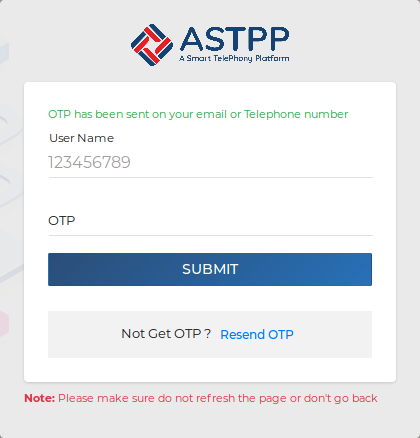 ASTPP
A Smart TelePhony Platform
OTP has been sent on your email or Telephone number
User Name
123456789
OTP
SUBMIT
Not Get OTP ? Resend OTP
Note: Please make sure do not refresh the page or don't go back